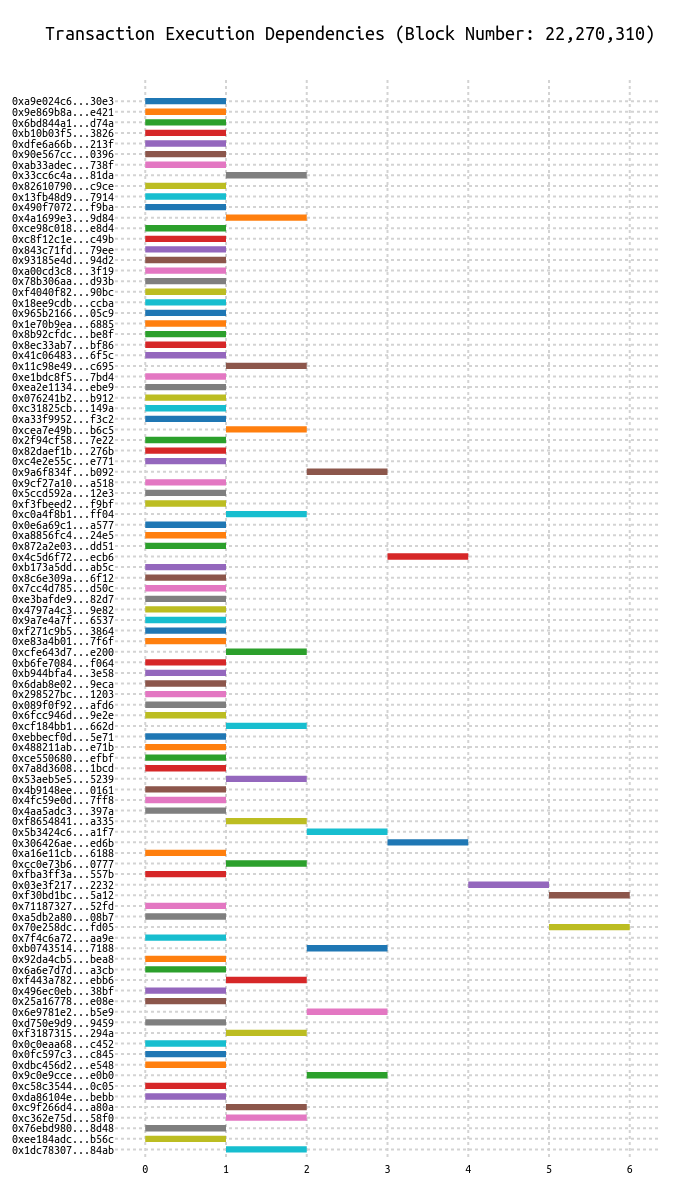 Transaction Execution Dependencies (Block Number: 22,270,310)
0xa9e024c6...30e3
0x9e869b8a...e421
0x6bd844a1...d74a
0xb10b03f5...3826
0xdfe6a66b...213f
0x90e567cc...0396
0xab33adec...738f
0x33cc6c4a...81da
0x82610790...c9ce
0x13fb48d9...7914
0x490f7072...f9ba
0x4a1699e3...9d84
0xce98c018...e8d4
0xc8f12c1e...c49b
0x843c71fd...79ee
0x93185e4d...94d2
0xa00cd3c8...3f19
0x78b306aa...d93b
0xf4040f82...90bc
0x18ee9cdb...ccba
0x965b2166...05c9
0x1e70b9ea...6885
0x8b92cfdc...be8f
0x8ec33ab7...bf86
0x41c06483...6f5c
0x11c98e49...c695
0xe1bdc8f5...7bd4
0xea2e1134...ebe9
0x076241b2...b912
0xc31825cb...149a
0xa33f9952...f3c2
0xcea7e49b...b6c5
0x2f94cf58...7e22
0x82daef1b...276b
0xc4e2e55c...e771
0x9a6f834f...b092
0x9cf27a10...a518
0x5ccd592a...12e3
0xf3fbeed2...f9bf
0xc0a4f8b1...ff04
0x0e6a69c1...a577
0xa8856fc4...24e5
0x872a2e03...dd51
0x4c5d6f72...ecb6
0xb173a5dd...ab5c
0x8c6e309a...6f12
0x7cc4d785...d50c
0xe3bafde9...82d7
0x4797a4c3...9e82
0x9a7e4a7f...6537
0xf271c9b5...3864
0xe83a4b01...7f6f
0xcfe643d7...e200
0xb6fe7084...f064
0xb944bfa4...3e58
0x6dab8e02...9eca
0x298527bc...1203
0x089f0f92...afd6
0x6fcc946d...9e2e
0xcf184bb1...662d
0xebbecf0d...5e71
0x488211ab...e71b
0xce550680...efbf
0x7a8d3608...1bcd
0x53aeb5e5...5239
0x4b9148ee...0161
0x4fc59e0d...7ff8
0x4aa5adc3...397a
0xf8654841...a335
0x5b3424c6...a1f7
0x306426ae...ed6b
0xa16e11cb...6188
0xcc0e73b6...0777
0xfba3ff3a...557b
0x03e3f217...2232
0xf30bd1bc...5a12
0x71187327...52fd
0xa5db2a80...08b7
0x70e258dc...fd05
0x7f4c6a72...aa9e
0xb0743514...7188
0x92da4cb5...bea8
0x6a6e7d7d...a3cb
0xf443a782...ebb6
0x496ec0eb...38bf
0x25a16778...e08e
0x6e9781e2...b5e9
0xd750e9d9...9459
0xf3187315...294a
0x0c0eaa68...c452
0x0fc597c3...c845
0xdbc456d2...e548
0x9c0e9cce...e0b0
0xc58c3544...0c05
0xda86104e...bebb
0xc9f266d4...a80a
0xc362e75d...58f0
0x76ebd980...8d48
0xee184adc...b56c
0x1dc78307...84ab
0 1 2 3 4 5 6